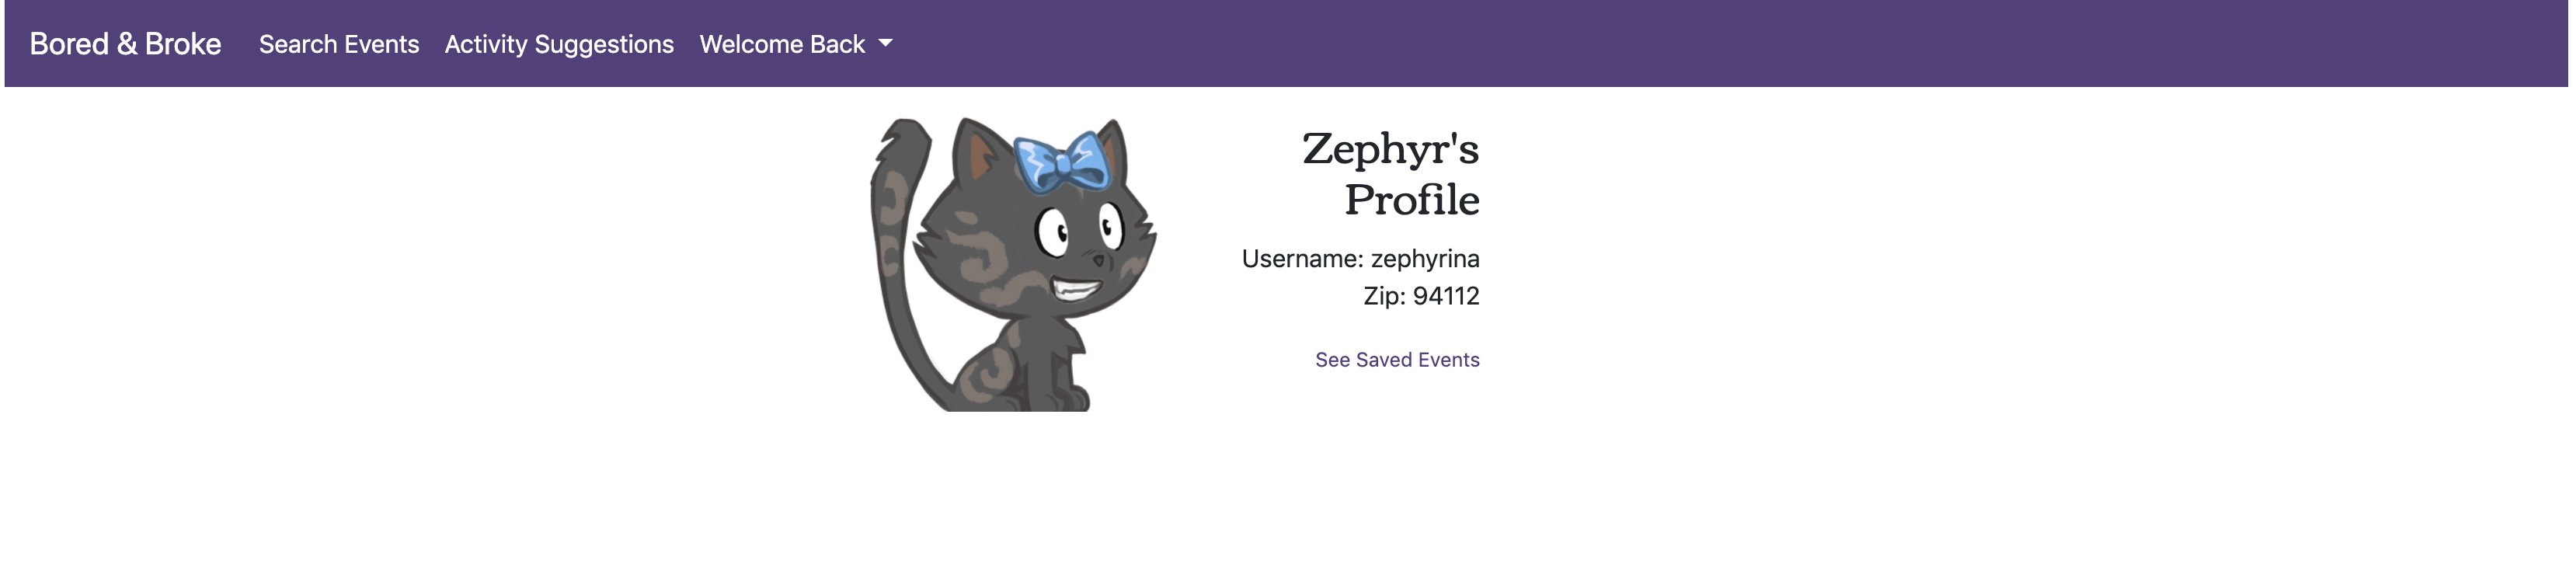 Bored & Broke Search Events Activity Suggestions Welcome Back
Zephyr's
Profile
Username: zephyrina
Zip: 94112
See Saved Events